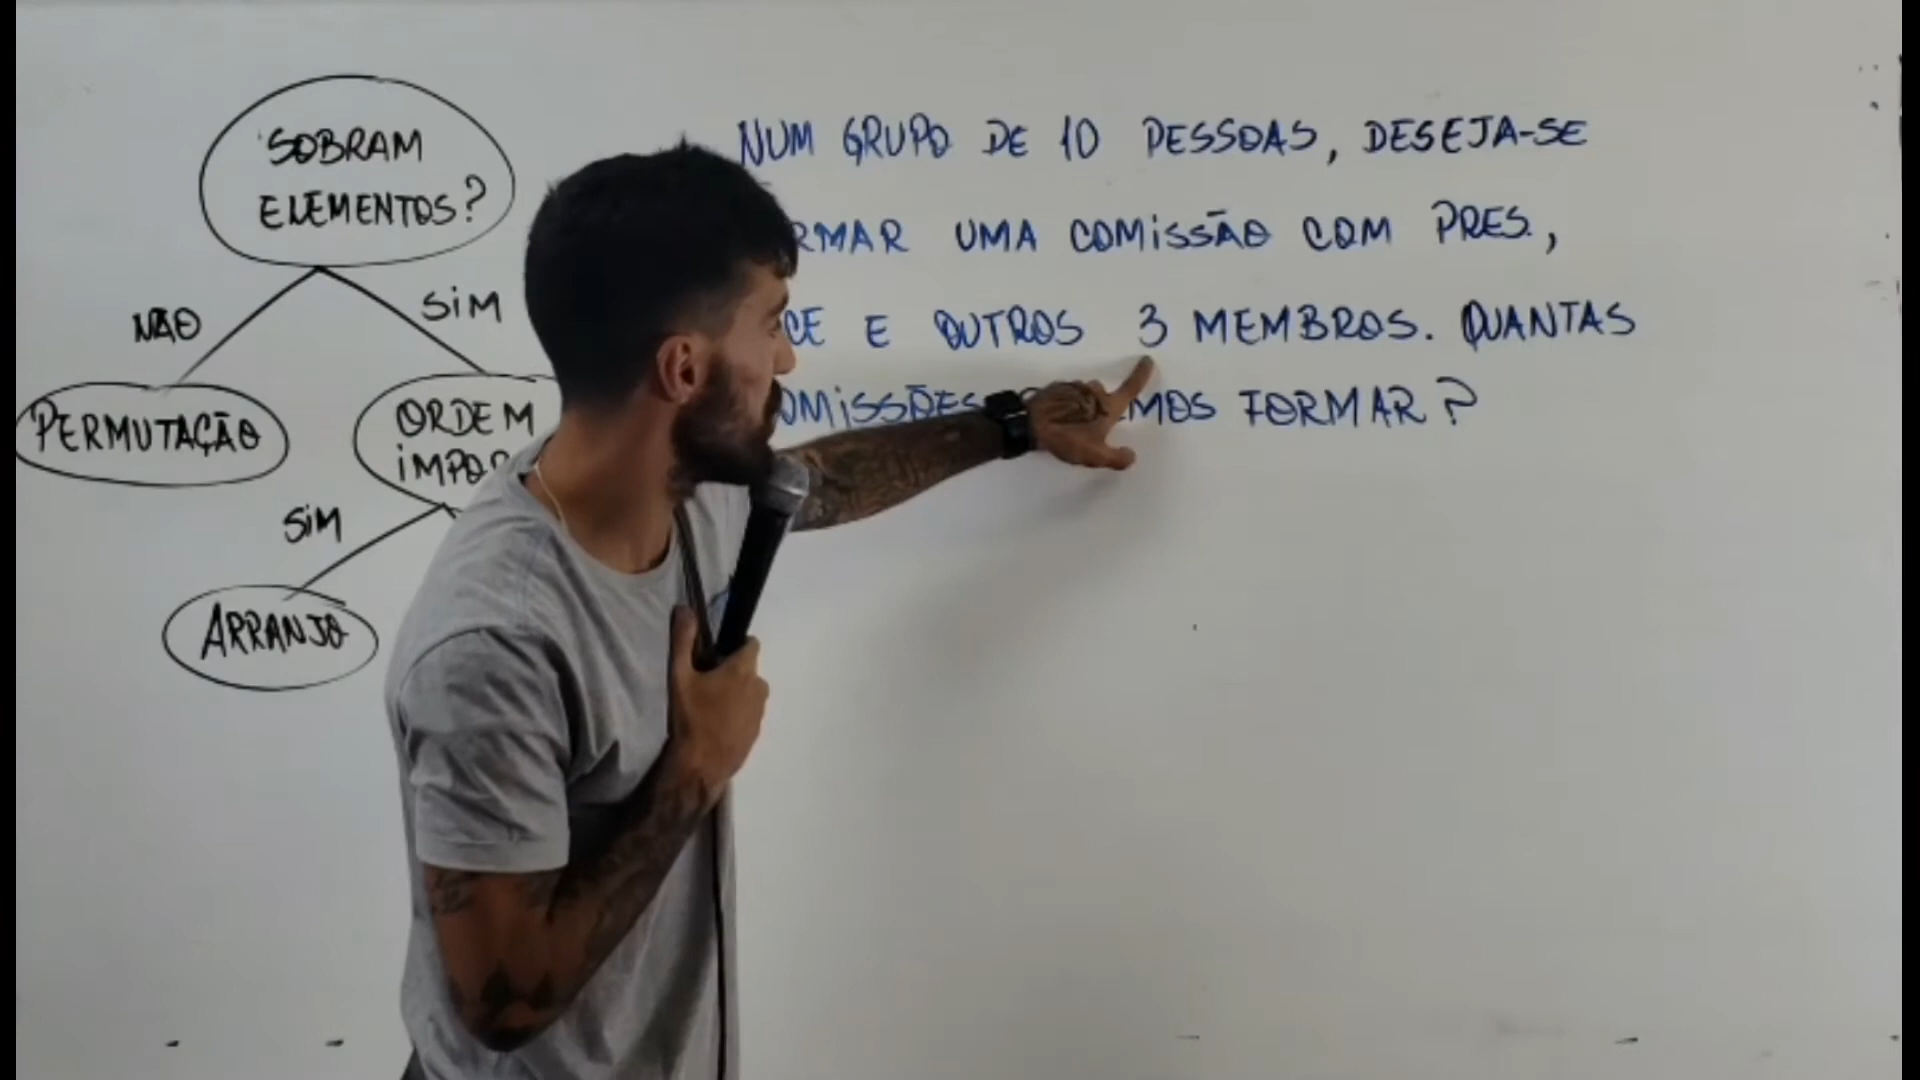 SOBRAM
ELEMENTOS?
NÃO
SIM
PERMUTAÇÃO
ORDEM
SIM
ARRANJO
NUM GRUPO DE 10 PESSOAS, DESEJA-SE
UMA COMISSÃO COM PRES.,
E OUTROS 3 MEMBROS. QUANTAS
FORMAR?